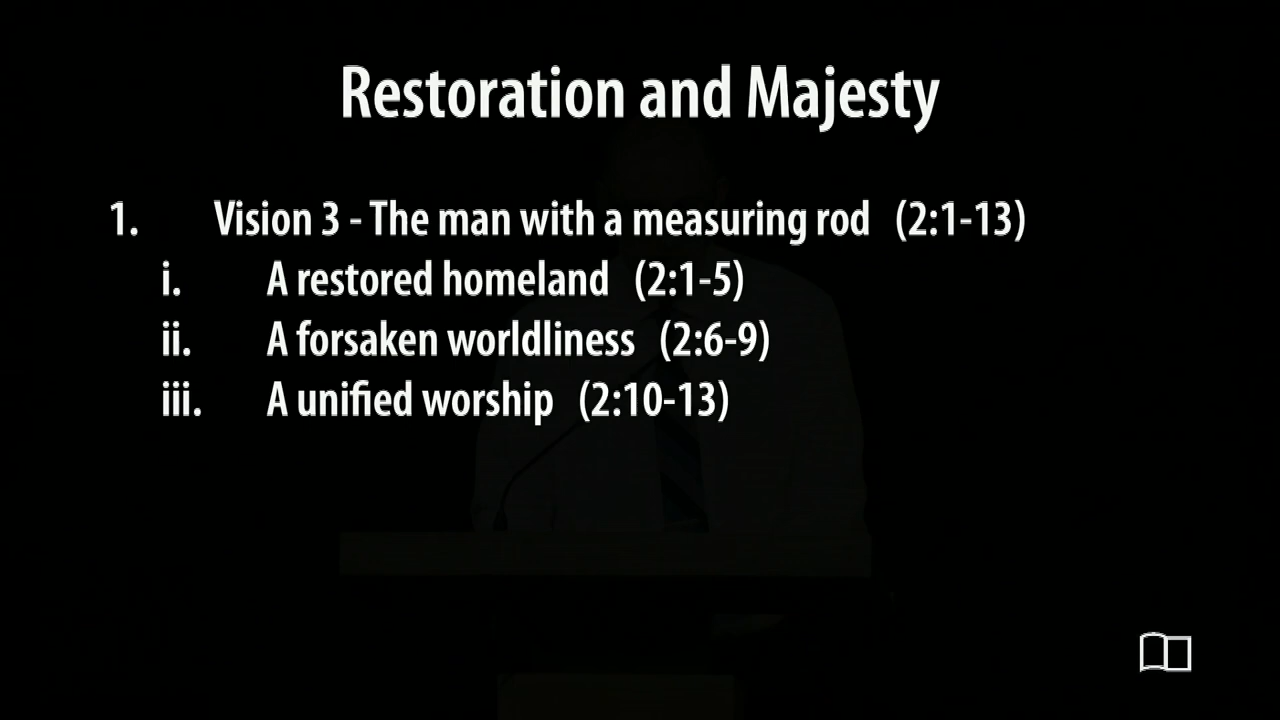 Restoration and Majesty
1. Vision 3 - The man with a measuring rod (2:1-13)
i. A restored homeland (2:1-5)
ii. A forsaken worldliness (2:6-9)
iii. A unified worship (2:10-13)